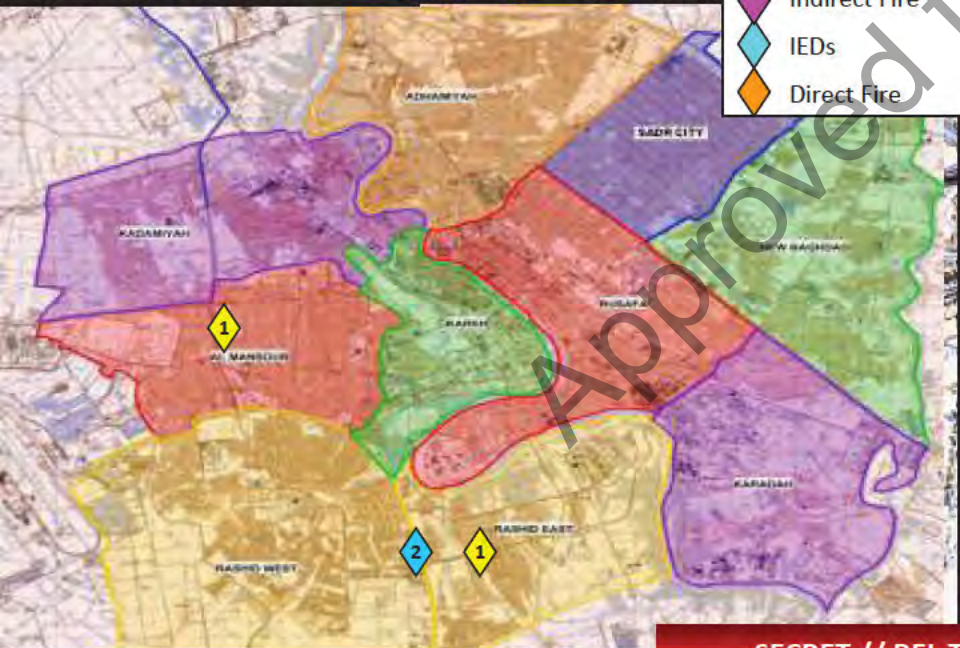 Indirect Fire
IEDs
Direct Fire
Approved f
ADHAMIYAH
SADR CITY
KADAMIYAH
NEW BAGHDAD
RUSAFA
KARKH
1
AL MANSOUR
KARADAH
RASHID EAST
2
1
RASHID WEST
SECRET // REL T